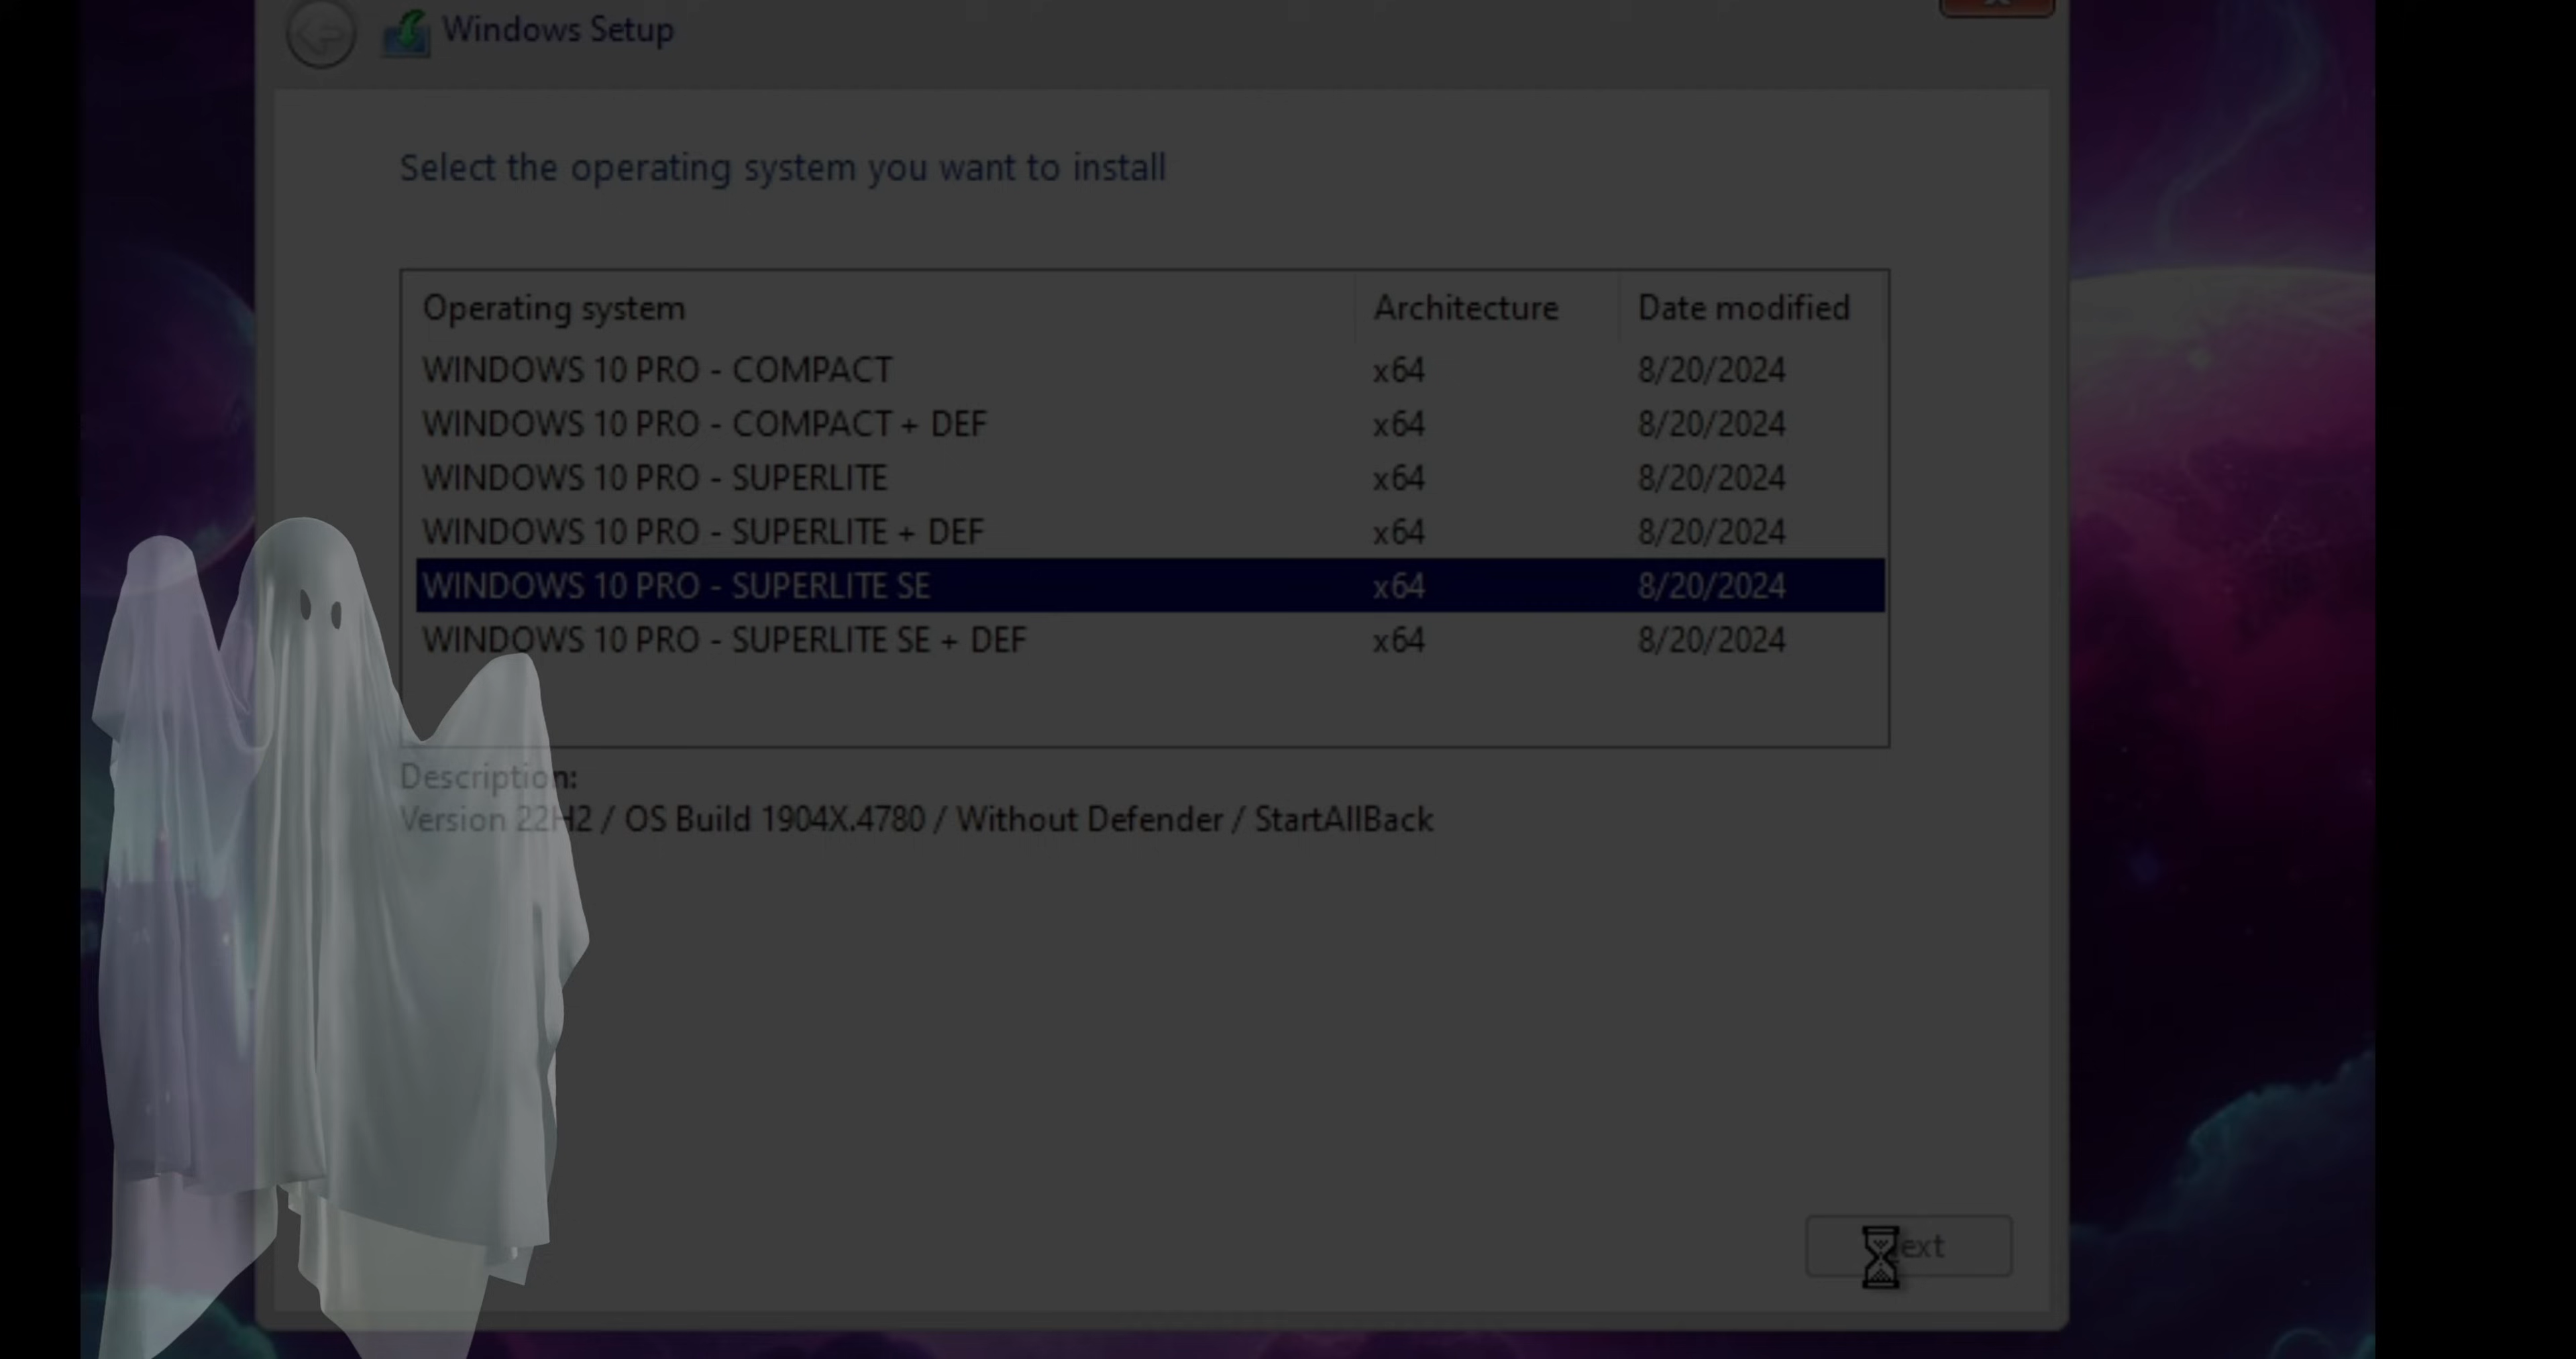 Windows Setup
Select the operating system you want to install
Operating system Architecture Date modified
WINDOWS 10 PRO - COMPACT x64 8/20/2024
WINDOWS 10 PRO - COMPACT + DEF x64 8/20/2024
WINDOWS 10 PRO - SUPERLITE x64 8/20/2024
WINDOWS 10 PRO - SUPERLITE + DEF x64 8/20/2024
WINDOWS 10 PRO - SUPERLITE SE x64 8/20/2024
WINDOWS 10 PRO - SUPERLITE SE + DEF x64 8/20/2024
Description:
Version 22H2 / OS Build 1904X.4780 / Without Defender / StartAllBack